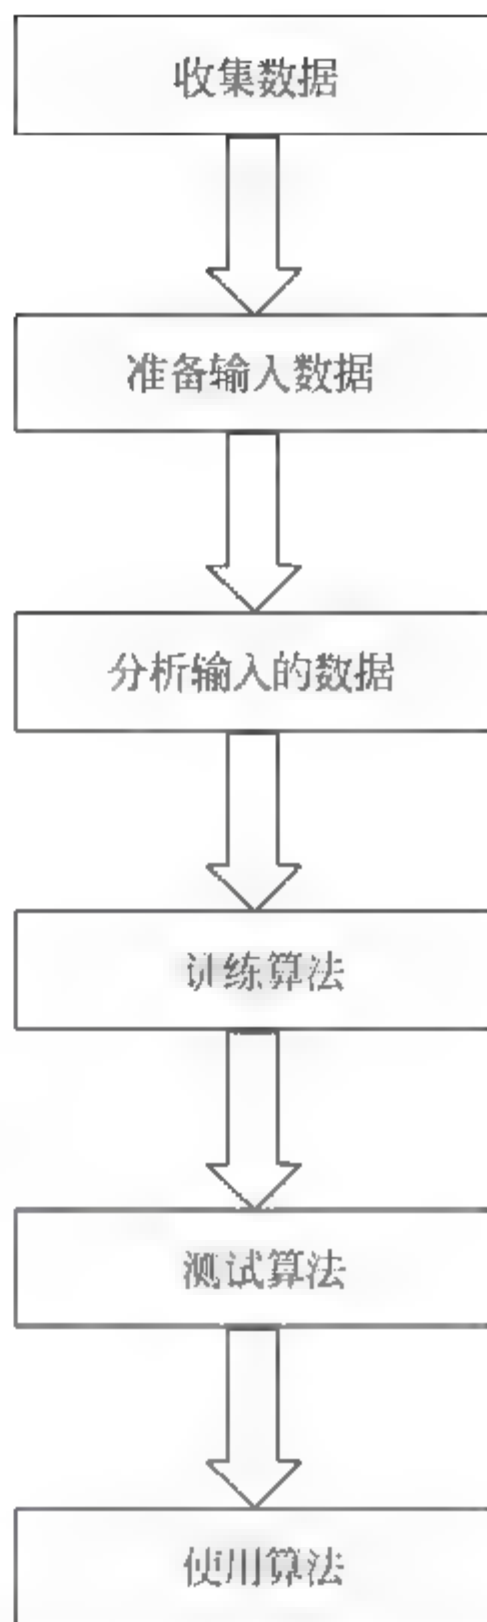 收集数据
准备输入数据
分析输入的数据
训练算法
测试算法
使用算法